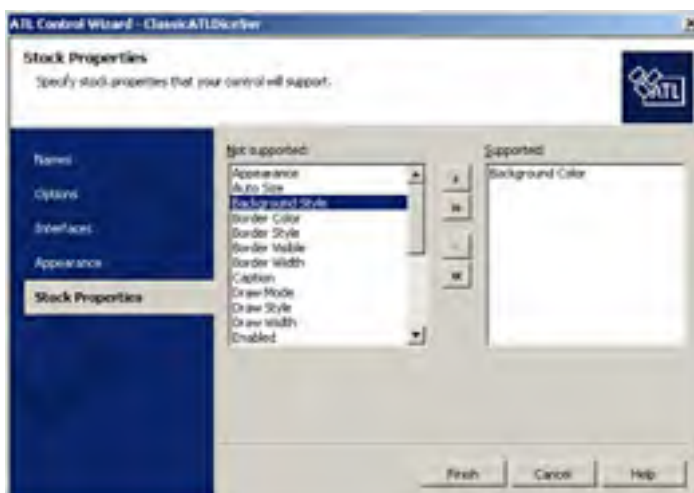 ATL Control Wizard - ClassicATLDiceSvr
Stock Properties
Specify stock properties that your control will support.
ATL
Names
Options
Interfaces
Appearance
Stock Properties
Not supported:
Appearance
Auto Size
Background Style
Border Color
Border Style
Border Visible
Border Width
Caption
Draw Mode
Draw Style
Draw Width
Enabled
>
>>
<
<<
Supported:
Background Color
Finish
Cancel
Help